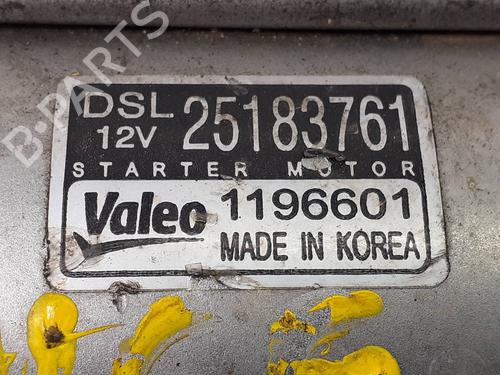 B-PARTS
DSL 12V 25183761
STARTER MOTOR
Valeo 1196601
MADE IN KOREA